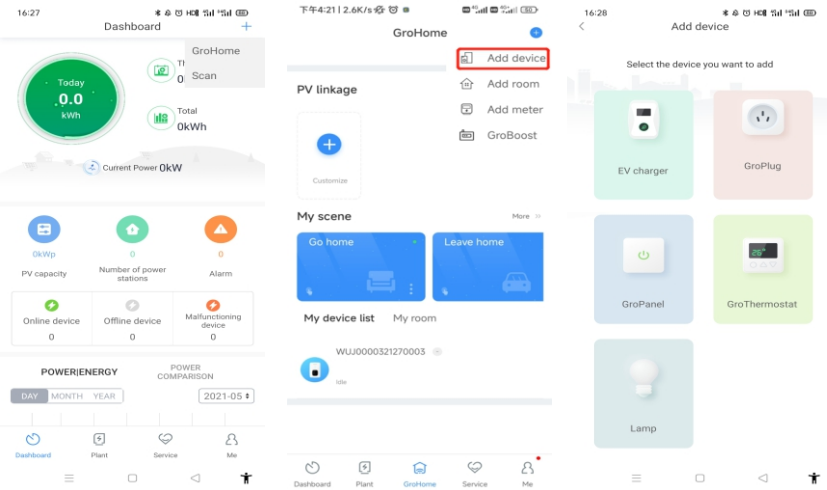 16:27
Dashboard
GroHome
Scan
Today
0.0
kWh
Th
0
Total
0kWh
Current Power 0kW
0kWp
0
0
PV capacity
Number of power
stations
Alarm
Online device
0
Offline device
0
Malfunctioning
device
0
POWER|ENERGY
POWER
COMPARISON
DAY
MONTH
YEAR
2021-05
Dashboard
Plant
Service
Me
下午4:21 | 2.6K/s
GroHome
Add device
Add room
Add meter
GroBoost
PV linkage
Customize
My scene
More
Go home
Leave home
My device list
My room
WUJ0000321270003
Idle
Dashboard
Plant
GroHome
Service
Me
16:28
Add device
Select the device you want to add
EV charger
GroPlug
GroPanel
GroThermostat
Lamp